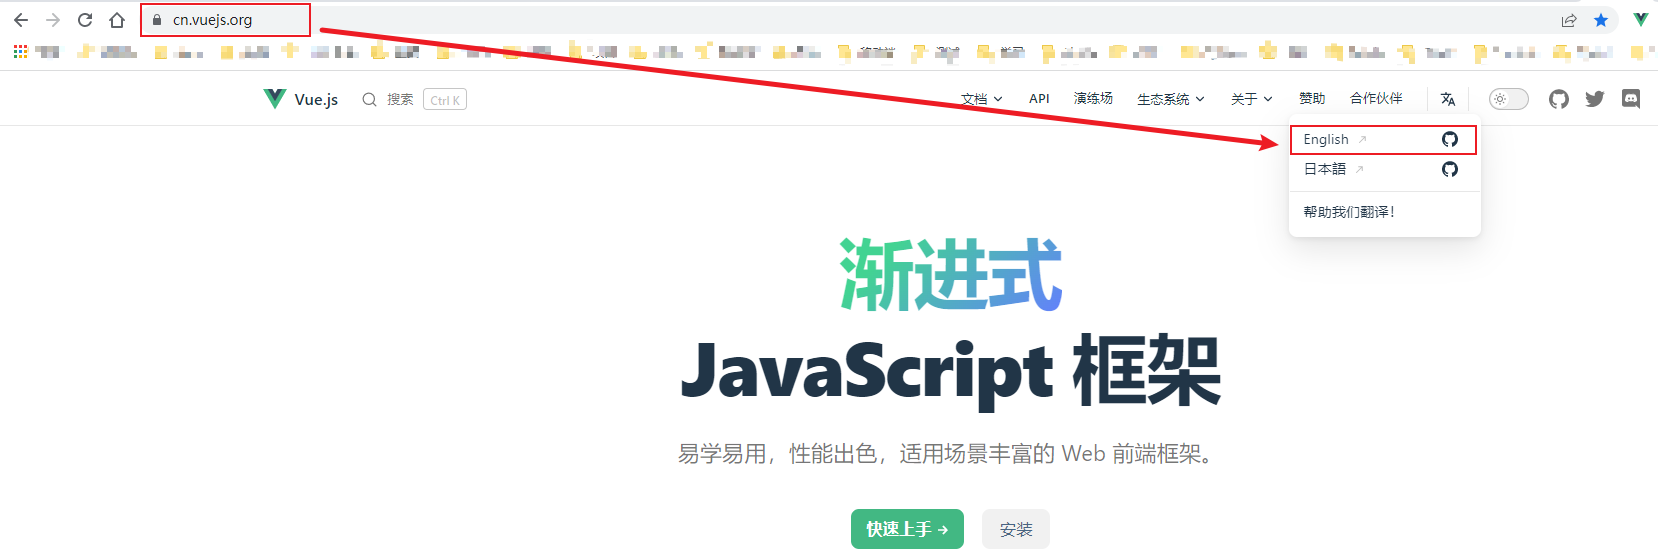 cn.vuejs.org
Vue.js 搜索 Ctrl K 文档 API 演练场 生态系统 关于 赞助 合作伙伴
English
日本語
帮助我们翻译！
渐进式
JavaScript 框架
易学易用，性能出色，适用场景丰富的 Web 前端框架。
快速上手 → 安装